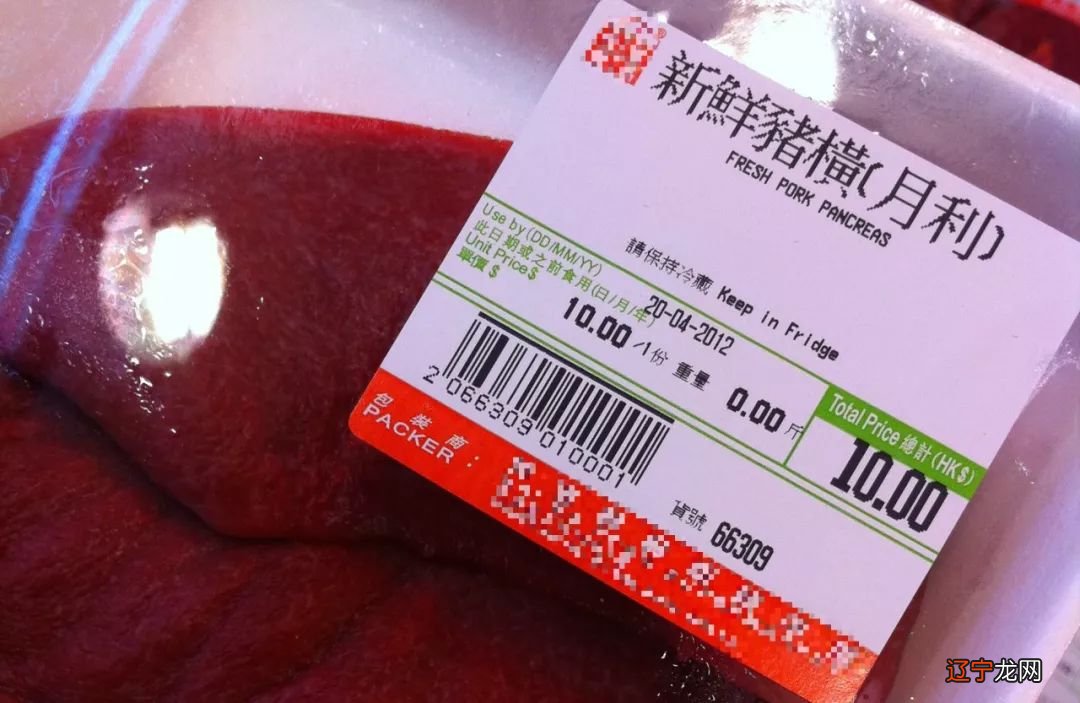 新鮮豬橫(月利)
FRESH PORK PANCREAS
請保持冷藏 Keep in Fridge
Use by(DD/MM/YY)
此日期或之前食用(日/月/年)
20-04-2012
Unit Price $
單價 $
10.00 /1份 重量 0.00 斤
Total Price 總計(HK$)
10.00
2 066309 010001
貨號 66309
包裝商
PACKER :
辽宁龙网